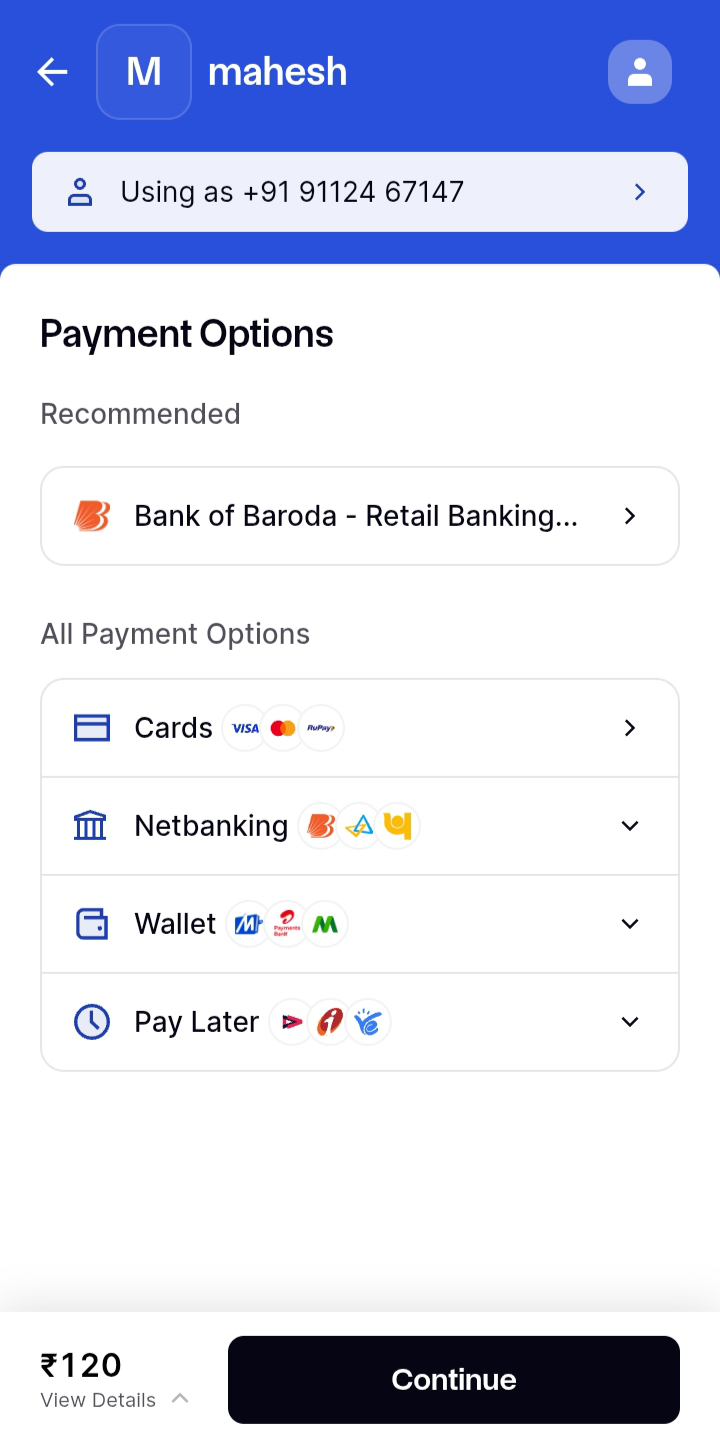 M
mahesh
Using as +91 91124 67147
Payment Options
Recommended
Bank of Baroda - Retail Banking...
All Payment Options
Cards VISA RuPay
Netbanking
Wallet Payments Bank
Pay Later
₹120
View Details
Continue